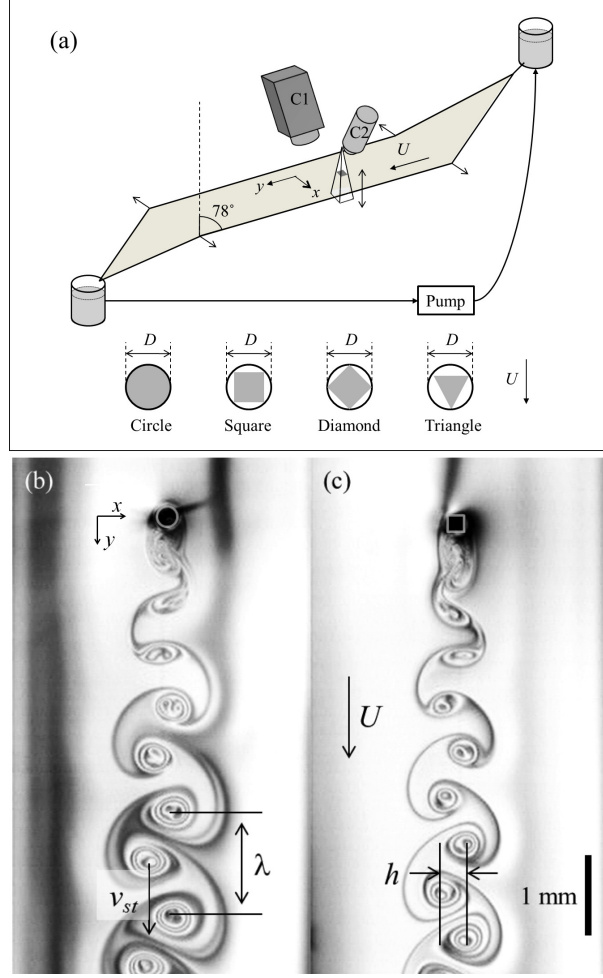 (a)
C1
C2
U
y
x
78°
Pump
D D D D
Circle Square Diamond Triangle
U
(b) (c)
x
y
U
λ
h
v_st
1 mm